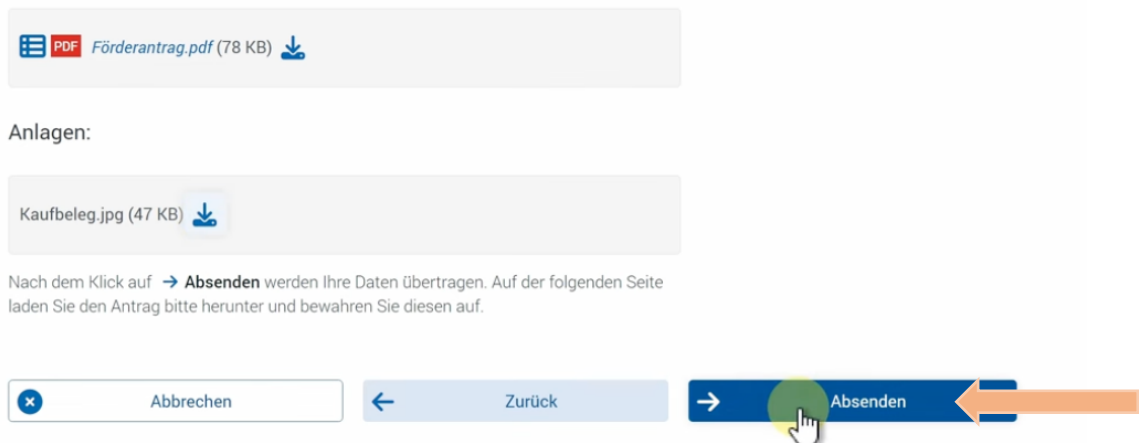 PDF Förderantrag.pdf (78 KB)
Anlagen:
Kaufbeleg.jpg (47 KB)
Nach dem Klick auf → Absenden werden Ihre Daten übertragen. Auf der folgenden Seite
laden Sie den Antrag bitte herunter und bewahren Sie diesen auf.
Abbrechen
Zurück
Absenden